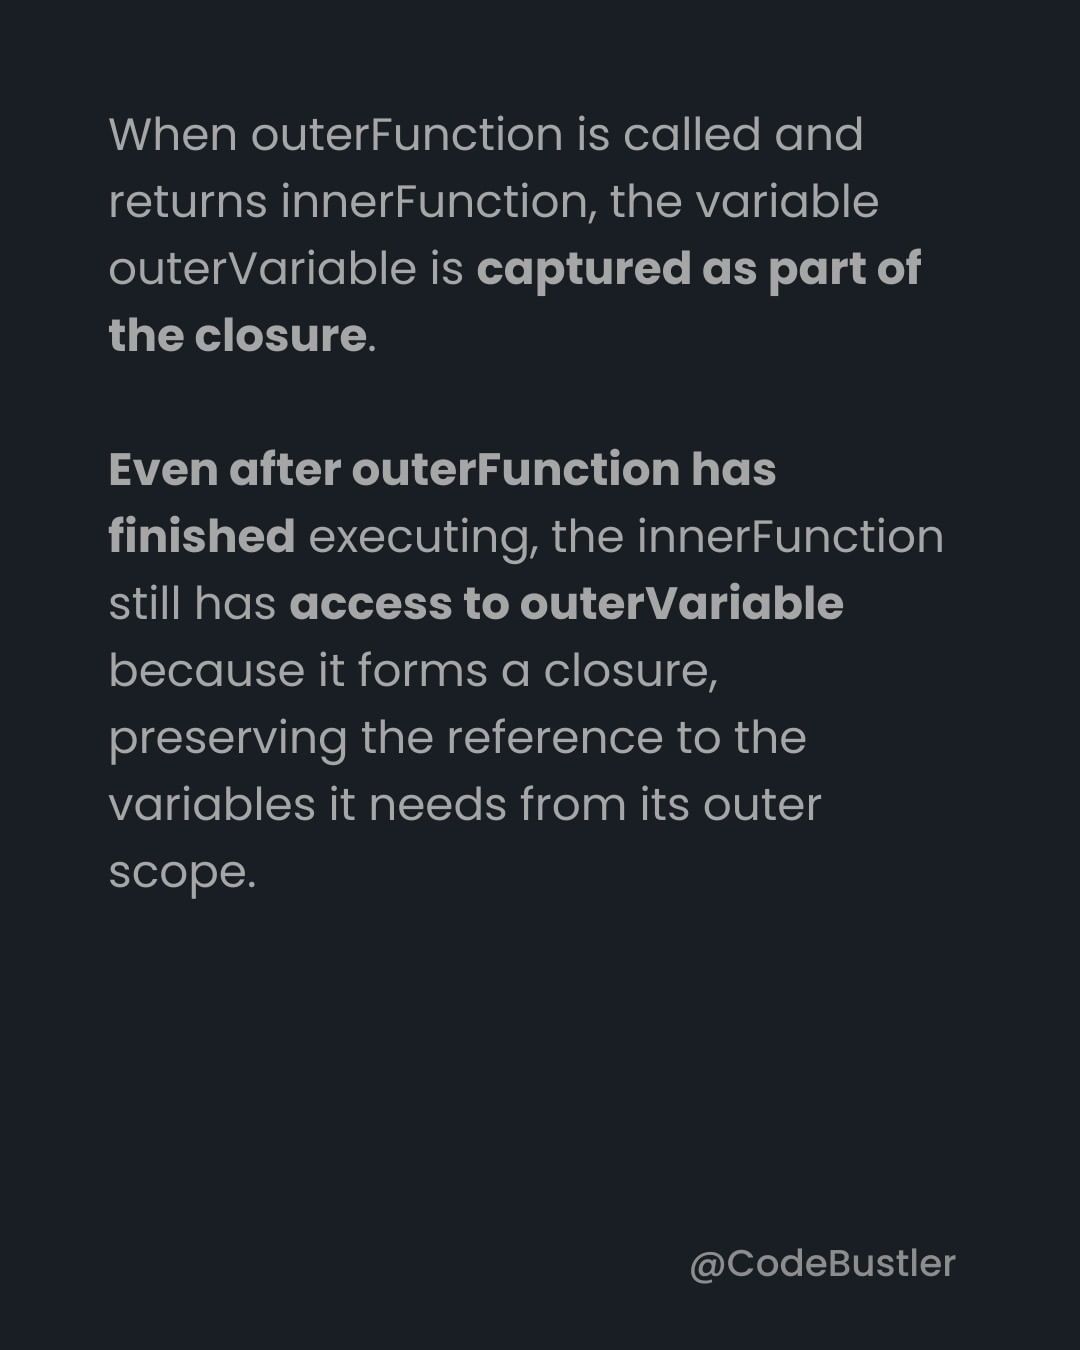 When outerFunction is called and
returns innerFunction, the variable
outerVariable is captured as part of
the closure.
Even after outerFunction has
finished executing, the innerFunction
still has access to outerVariable
because it forms a closure,
preserving the reference to the
variables it needs from its outer
scope.
@CodeBustler